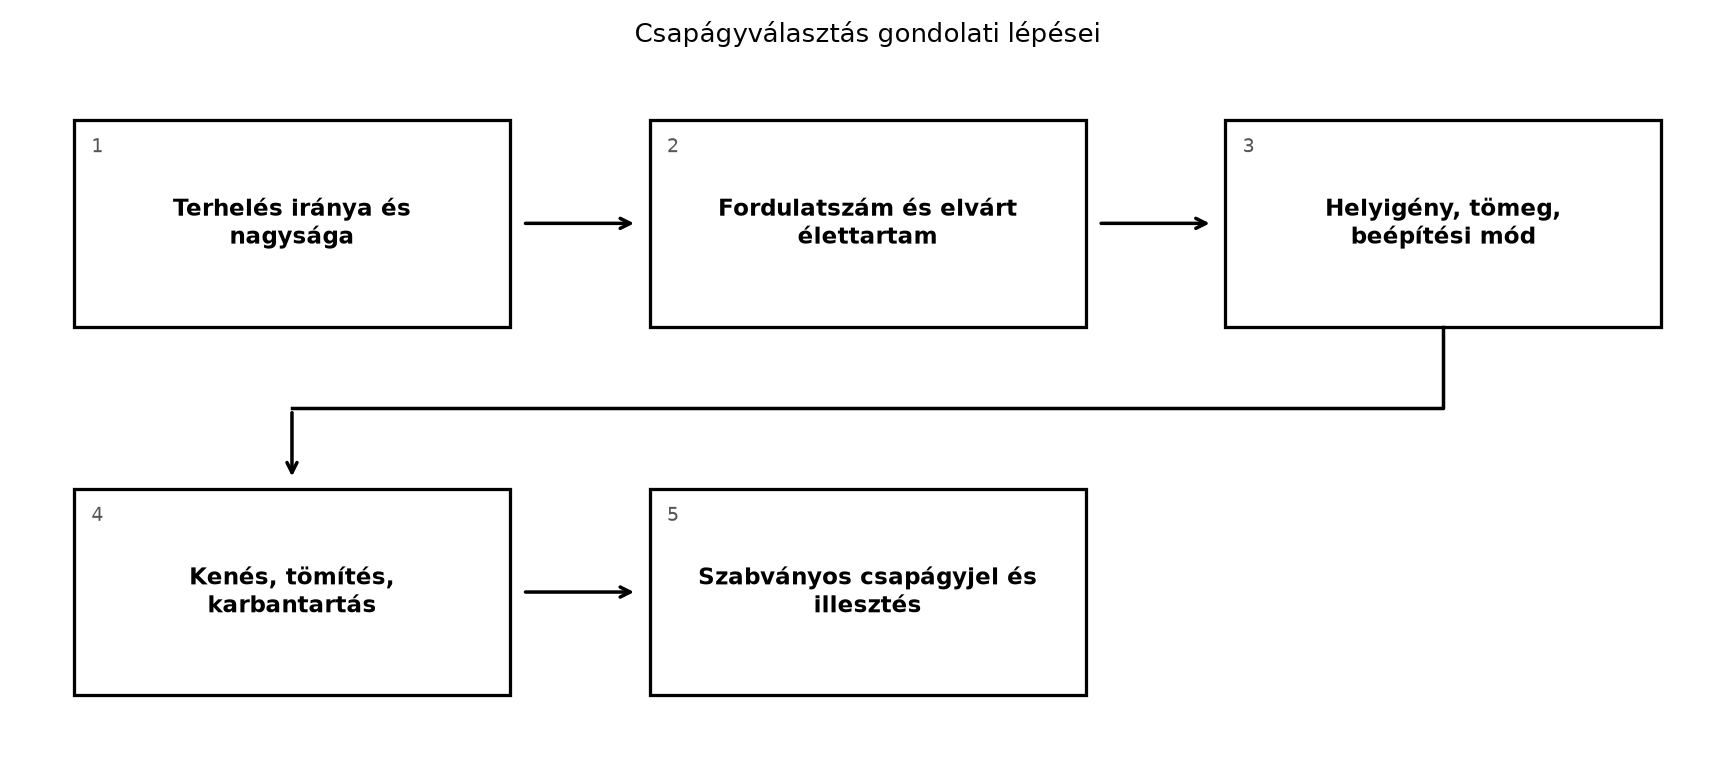 Csapágyválasztás gondolati lépései
1
Terhelés iránya és
nagysága
2
Fordulatszám és elvárt
élettartam
3
Helyigény, tömeg,
beépítési mód
4
Kenés, tömítés,
karbantartás
5
Szabványos csapágyjel és
illesztés